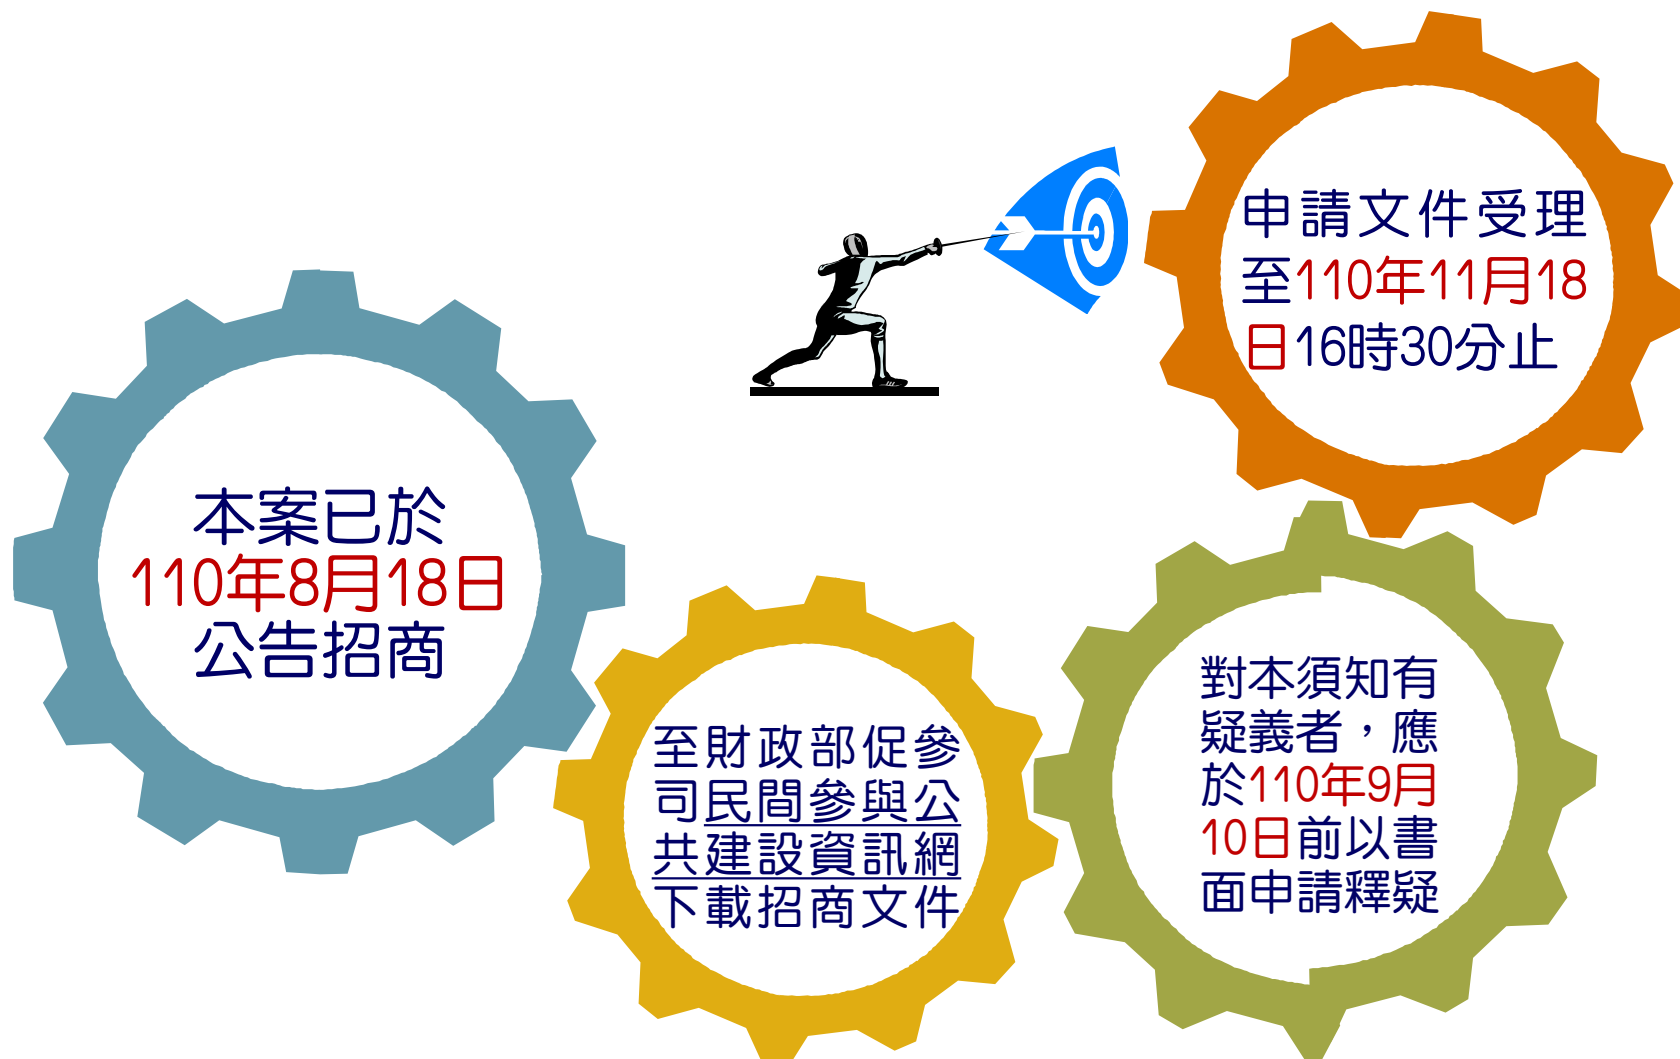 本案已於
110年8月18日
公告招商
至財政部促參
司民間參與公
共建設資訊網
下載招商文件
對本須知有
疑義者，應
於110年9月
10日前以書
面申請釋疑
申請文件受理
至110年11月18
日16時30分止